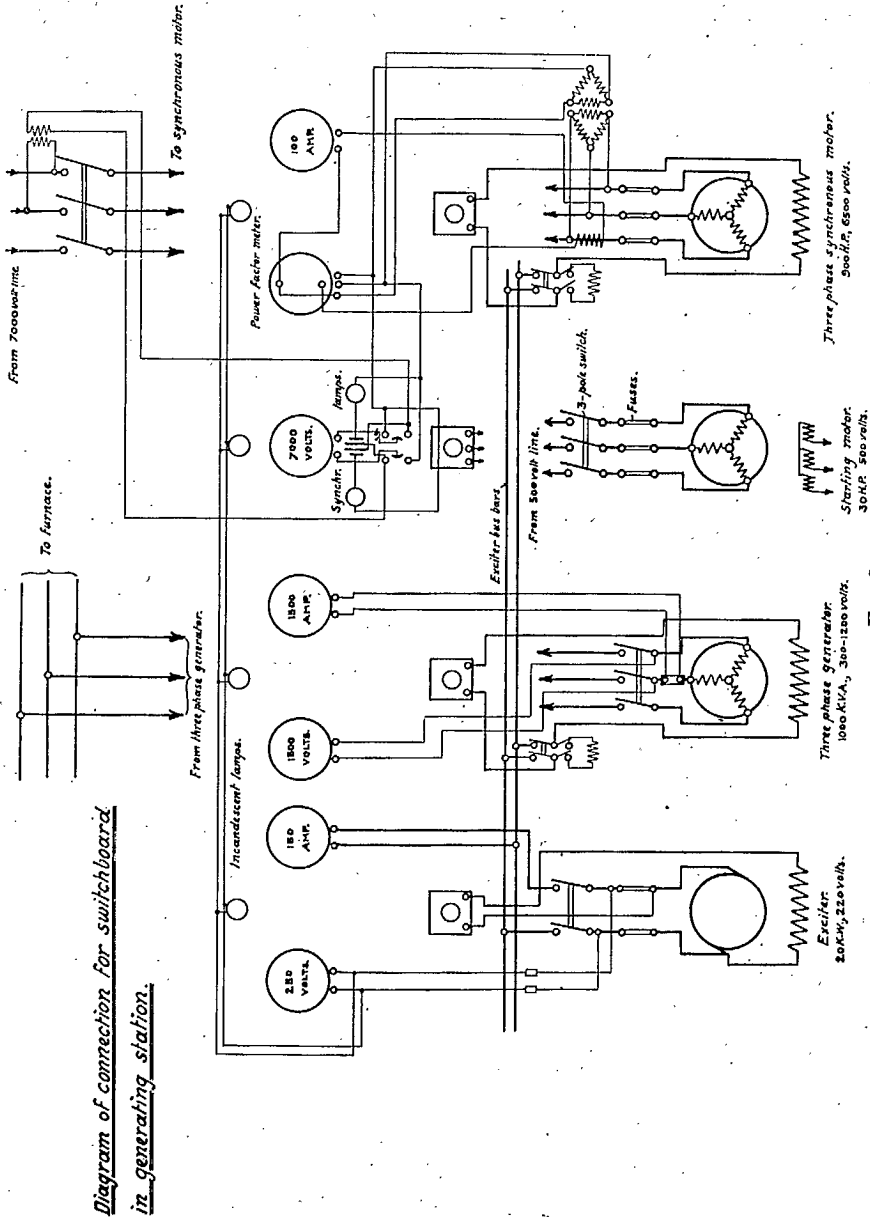 Diagram of connection for switchboard
in generating station.
To furnace.
From three phase generator.
From 7000 volt line
To synchronous motor.
Incandescent lamps.
250
VOLTS.
150
AMP.
1500
VOLTS.
1500
AMP.
7000
VOLTS.
Synchr.
lamps.
Power factor meter.
100
AMP.
Exciter bus bars.
From 500 volt line.
3-pole switch.
Fuses.
Exciter.
20 K.W., 220 volts.
Three phase generator.
1000 K.V.A., 300-1200 volts.
Starting motor.
30 H.P. 500 volts.
Three phase synchronous motor.
900 H.P., 6500 volts.